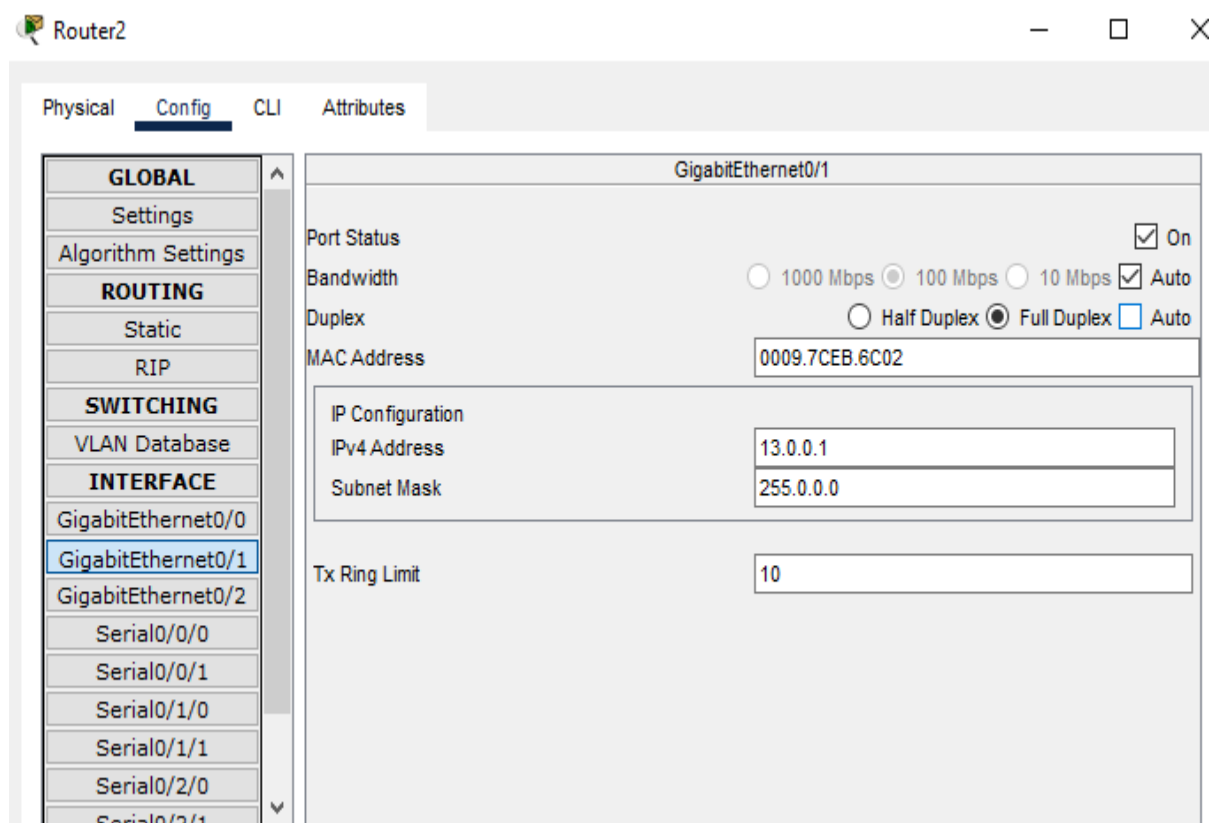 Router2
Physical Config CLI Attributes
GLOBAL
Settings
Algorithm Settings
ROUTING
Static
RIP
SWITCHING
VLAN Database
INTERFACE
GigabitEthernet0/0
GigabitEthernet0/1
GigabitEthernet0/2
Serial0/0/0
Serial0/0/1
Serial0/1/0
Serial0/1/1
Serial0/2/0
Serial0/2/1
GigabitEthernet0/1
Port Status On
Bandwidth 1000 Mbps 100 Mbps 10 Mbps Auto
Duplex Half Duplex Full Duplex Auto
MAC Address 0009.7CEB.6C02
IP Configuration
IPv4 Address 13.0.0.1
Subnet Mask 255.0.0.0
Tx Ring Limit 10